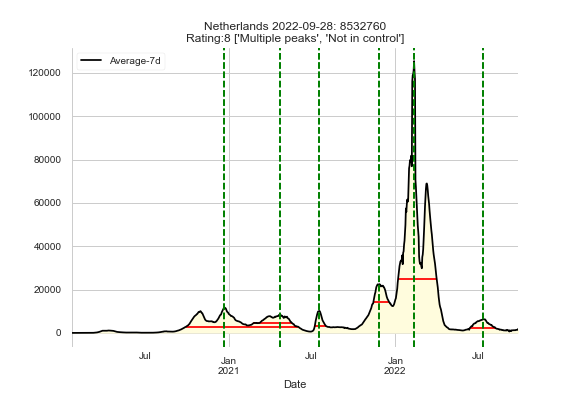 Netherlands 2022-09-28: 8532760
Rating:8 ['Multiple peaks', 'Not in control']
Average-7d
120000
100000
80000
60000
40000
20000
0
Jul Jan Jul Jan Jul
2021 2022
Date